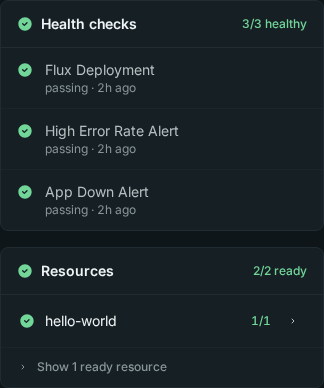 Health checks 3/3 healthy
Flux Deployment
passing · 2h ago
High Error Rate Alert
passing · 2h ago
App Down Alert
passing · 2h ago
Resources 2/2 ready
hello-world 1/1
Show 1 ready resource